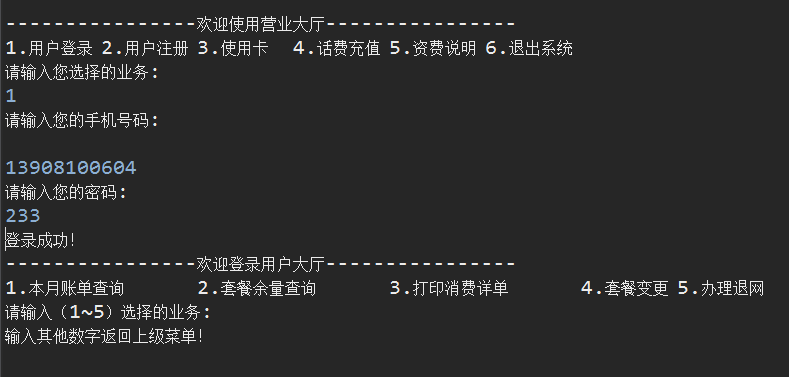 ----------------欢迎使用营业大厅----------------
1.用户登录 2.用户注册 3.使用卡 4.话费充值 5.资费说明 6.退出系统
请输入您选择的业务:
1
请输入您的手机号码:
13908100604
请输入您的密码:
233
登录成功!
----------------欢迎登录用户大厅----------------
1.本月账单查询 2.套餐余量查询 3.打印消费详单 4.套餐变更 5.办理退网
请输入（1~5）选择的业务:
输入其他数字返回上级菜单!